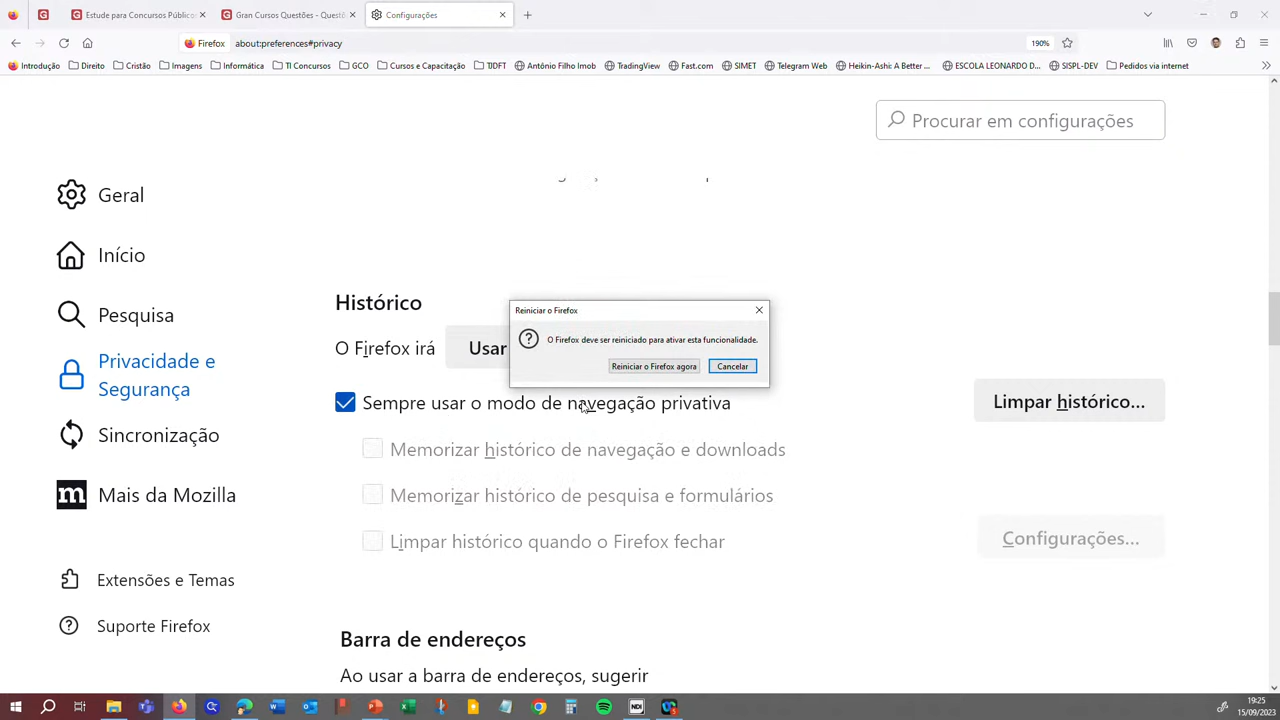 Estude para Concursos Públicos
Gran Cursos Questões - Questõ
Configurações
Firefox
about:preferences#privacy
190%
Introdução
Direito
Cristão
Imagens
Informática
TI Concursos
GCO
Cursos e Capacitação
TJDFT
Antônio Filho Imob
TradingView
Fast.com
SIMET
Telegram Web
Heikin-Ashi: A Better ...
ESCOLA LEONARDO D...
SISPL-DEV
Pedidos via internet
Procurar em configurações
Geral
Início
Pesquisa
Privacidade e
Segurança
Sincronização
Mais da Mozilla
Extensões e Temas
Suporte Firefox
Histórico
O Firefox irá
Usar
Reiniciar o Firefox
O Firefox deve ser reiniciado para ativar esta funcionalidade.
Reiniciar o Firefox agora
Cancelar
Sempre usar o modo de navegação privativa
Limpar histórico...
Memorizar histórico de navegação e downloads
Memorizar histórico de pesquisa e formulários
Limpar histórico quando o Firefox fechar
Configurações...
Barra de endereços
Ao usar a barra de endereços, sugerir
19:25
15/09/2023